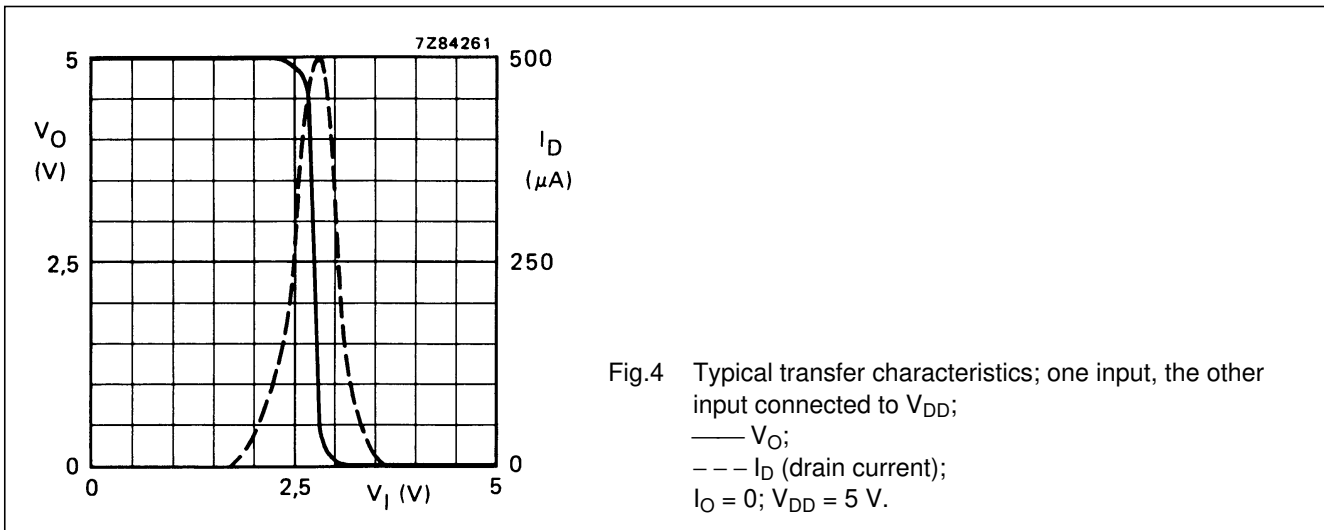 7Z84261
5
500
V_O
(V)
I_D
(μA)
2,5
250
0
0
0
2,5
V_I (V)
5
Fig.4 Typical transfer characteristics; one input, the other
input connected to V_DD;
—— V_O;
– – – I_D (drain current);
I_O = 0; V_DD = 5 V.